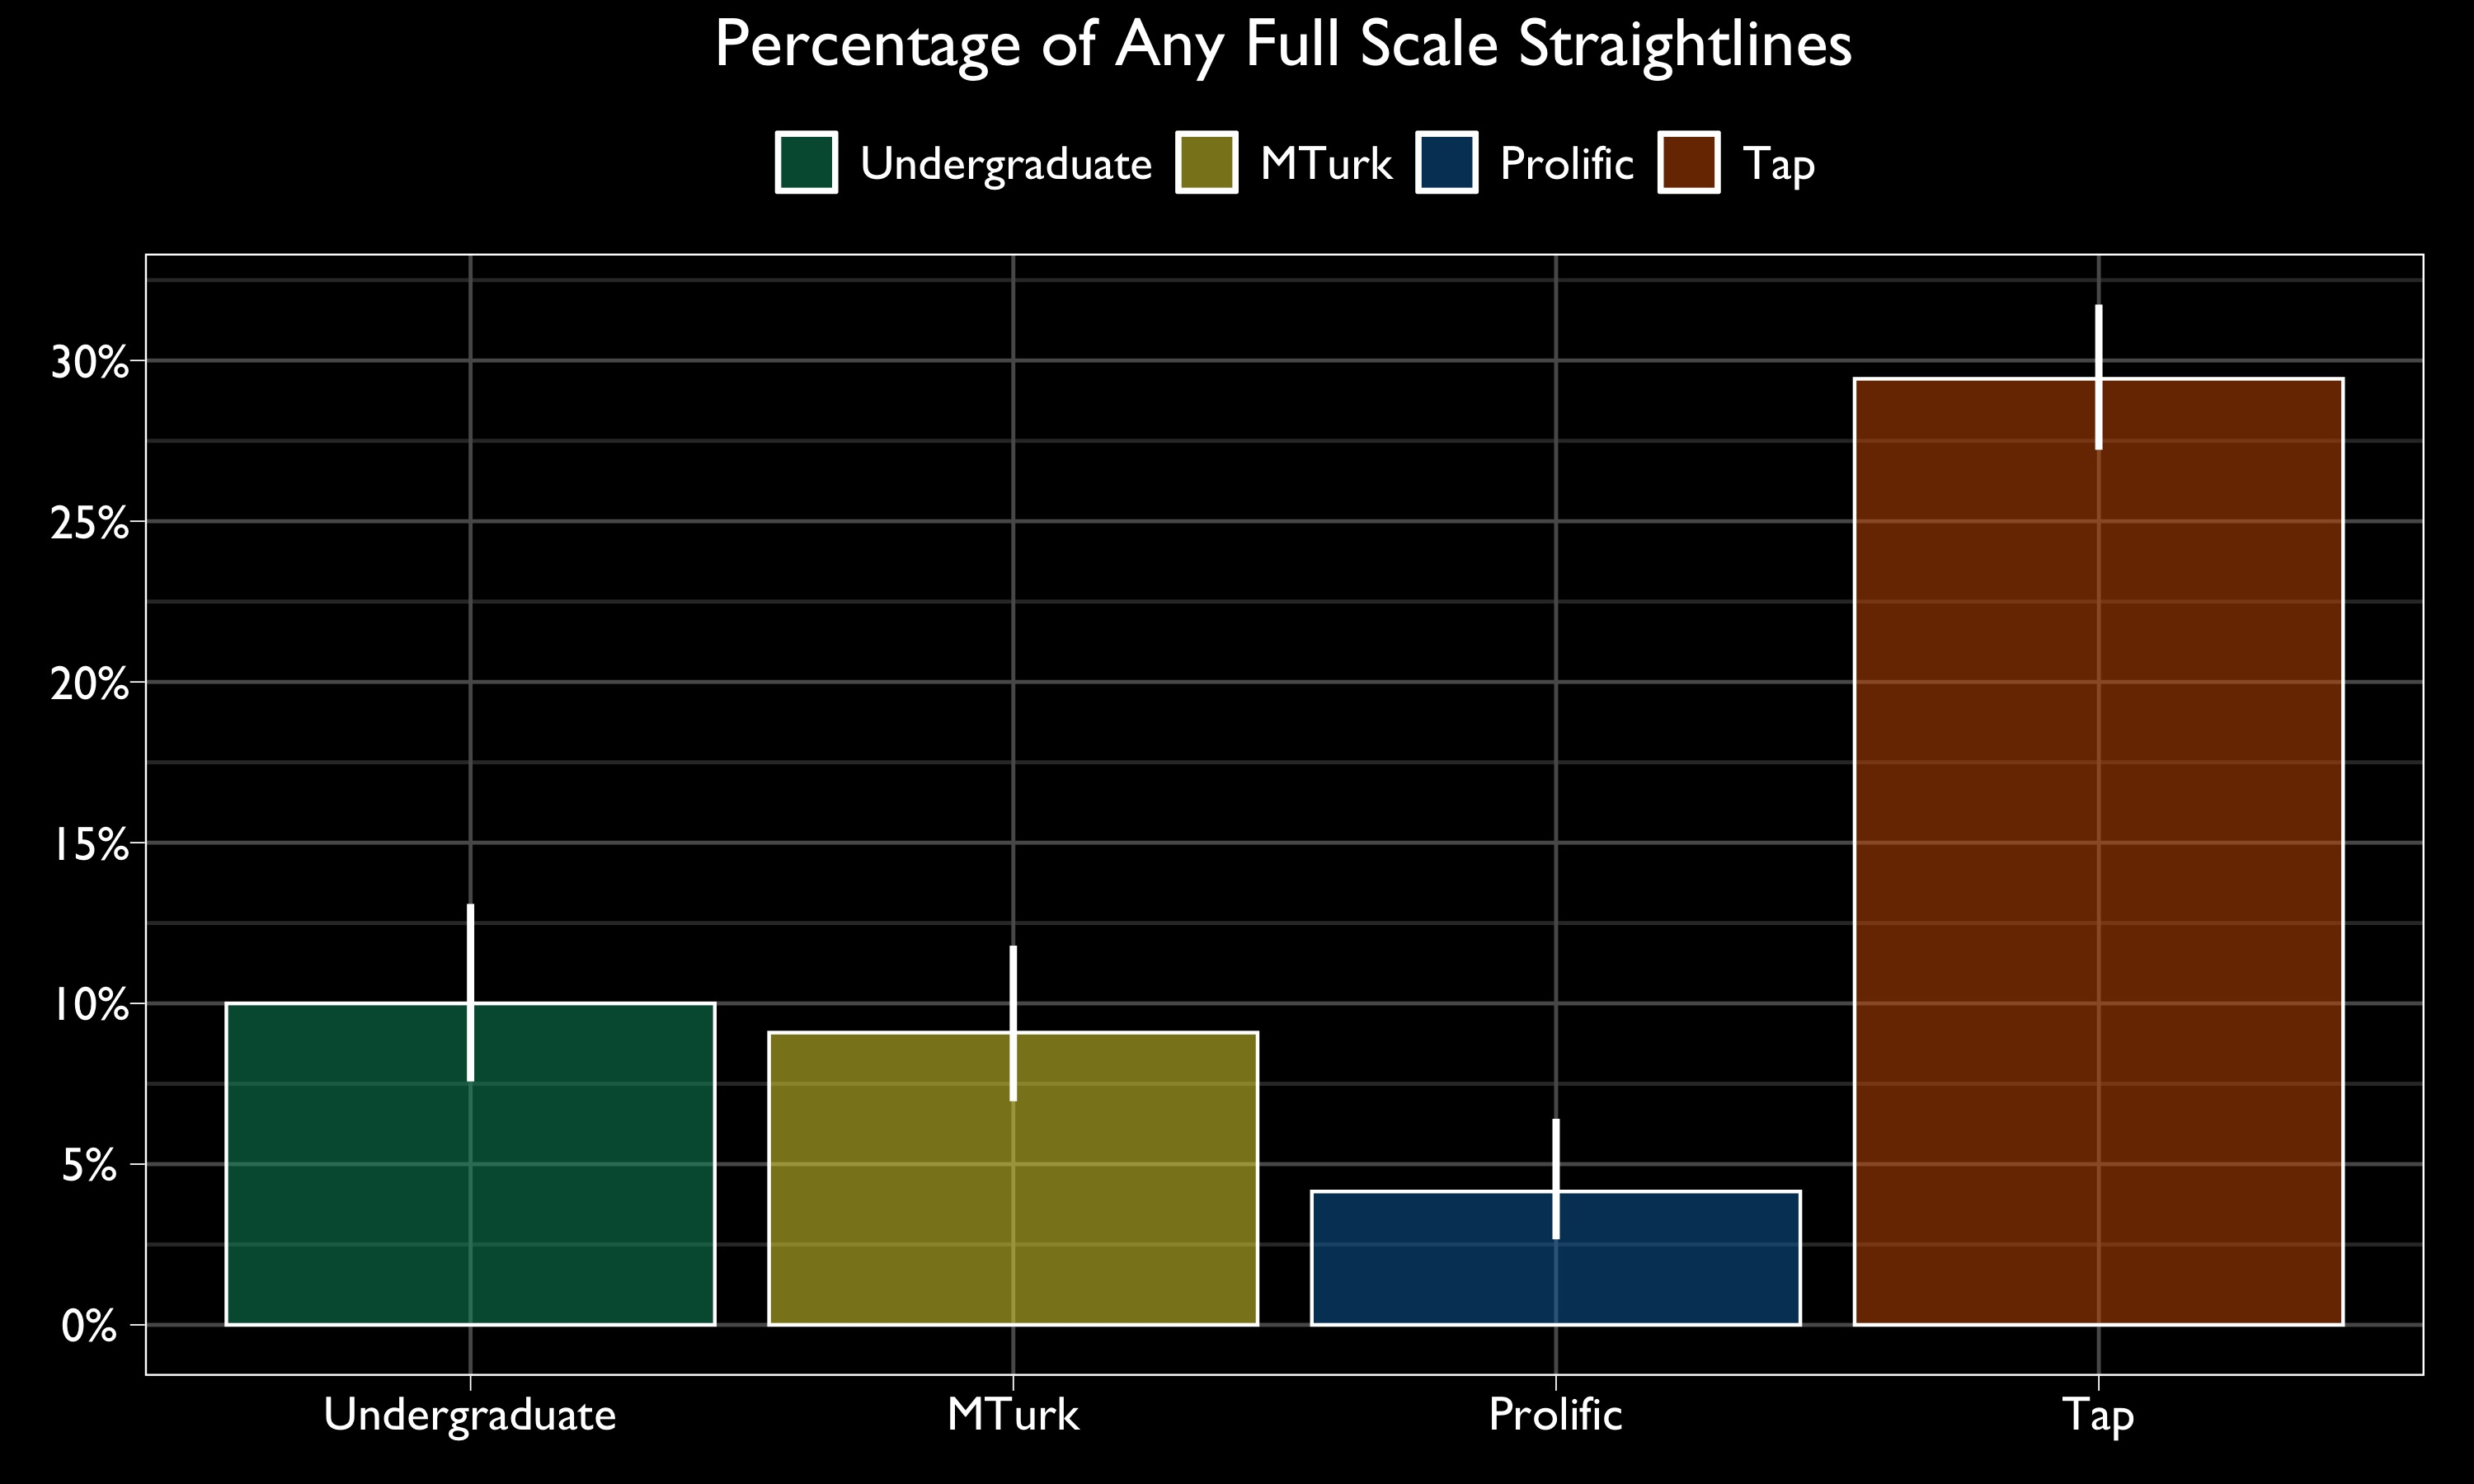 Percentage of Any Full Scale Straightlines
Undergraduate MTurk Prolific Tap
30%
25%
20%
15%
10%
5%
0%
Undergraduate MTurk Prolific Tap